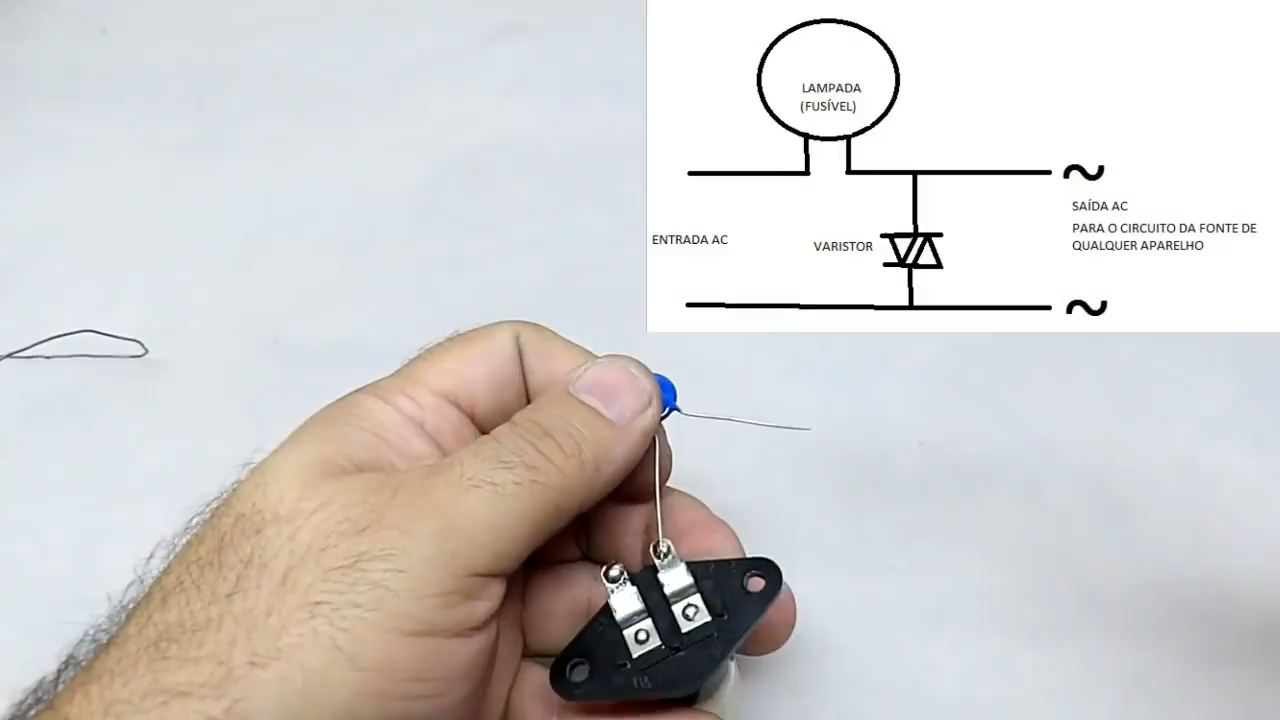 LAMPADA
(FUSÍVEL)
ENTRADA AC
VARISTOR
SAÍDA AC
PARA O CIRCUITO DA FONTE DE
QUALQUER APARELHO